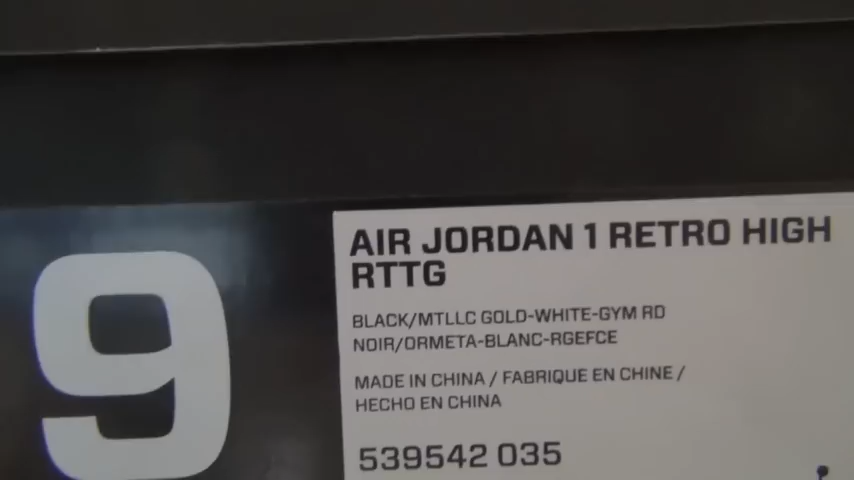 9
AIR JORDAN 1 RETRO HIGH
RTTG
BLACK/MTLLC GOLD-WHITE-GYM RD
NOIR/ORMETA-BLANC-RGEFCE
MADE IN CHINA / FABRIQUE EN CHINE /
HECHO EN CHINA
539542 035